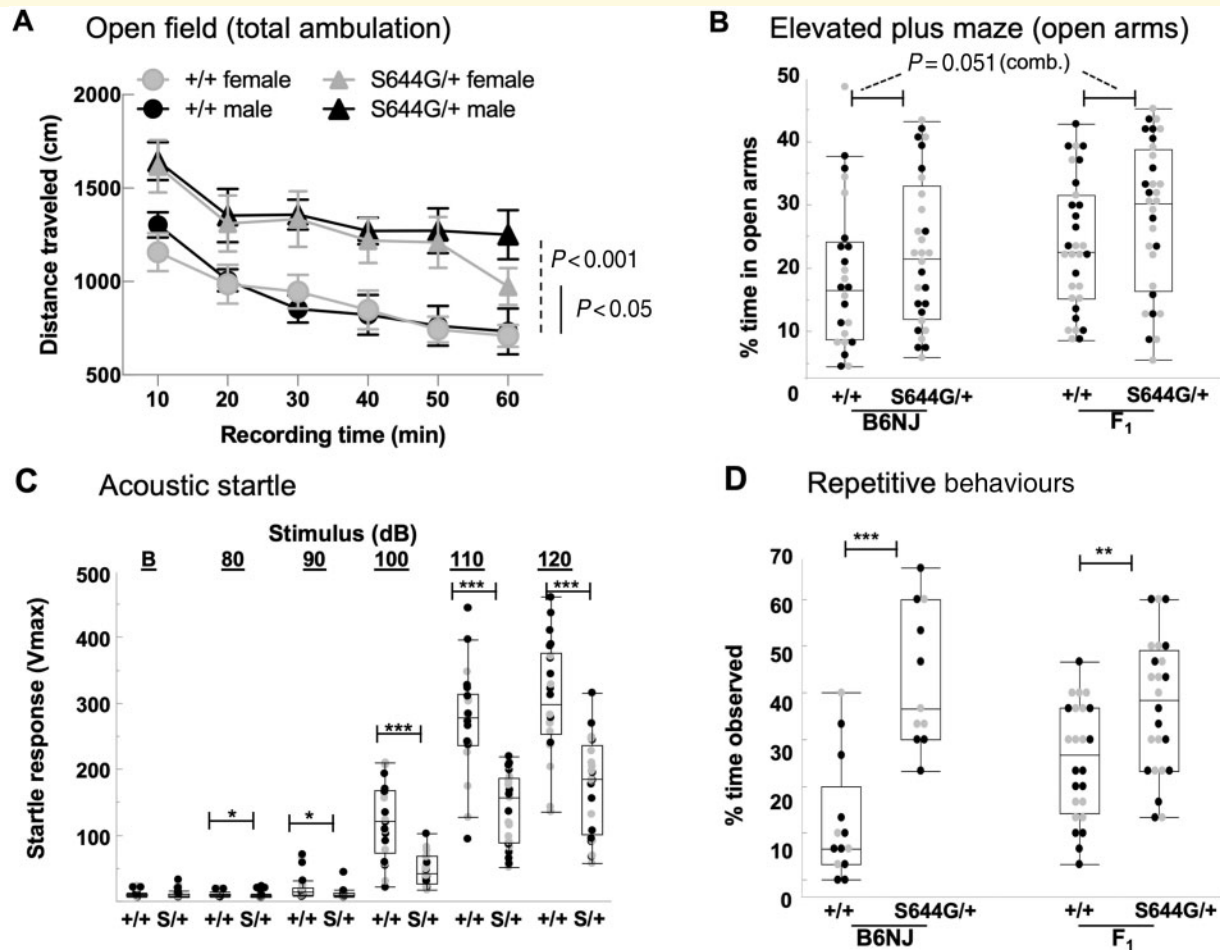 A Open field (total ambulation)
+/+ female S644G/+ female
+/+ male S644G/+ male
2000
1500
1000
500
Distance traveled (cm)
P < 0.001
P < 0.05
10 20 30 40 50 60
Recording time (min)
B Elevated plus maze (open arms)
P = 0.051 (comb.)
50
40
30
20
10
0
% time in open arms
+/+ S644G/+ +/+ S644G/+
B6NJ F1
C Acoustic startle
Stimulus (dB)
B 80 90 100 110 120
500
400
300
200
100
Startle response (Vmax)
* * *** *** ***
+/+ S/+ +/+ S/+ +/+ S/+ +/+ S/+ +/+ S/+ +/+ S/+
D Repetitive behaviours
*** **
70
60
50
40
30
20
10
0
% time observed
+/+ S644G/+ +/+ S644G/+
B6NJ F1